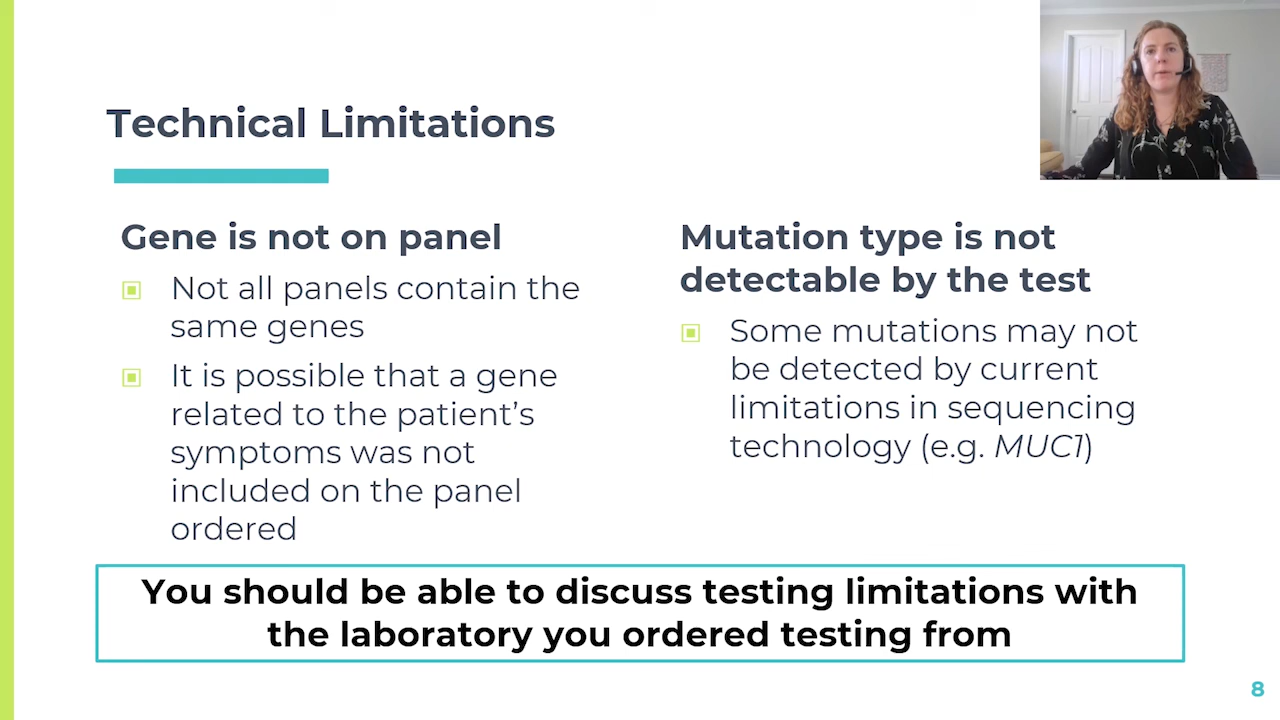 Technical Limitations
Gene is not on panel
Not all panels contain the
same genes
It is possible that a gene
related to the patient’s
symptoms was not
included on the panel
ordered
Mutation type is not
detectable by the test
Some mutations may not
be detected by current
limitations in sequencing
technology (e.g. MUC1)
You should be able to discuss testing limitations with
the laboratory you ordered testing from
8